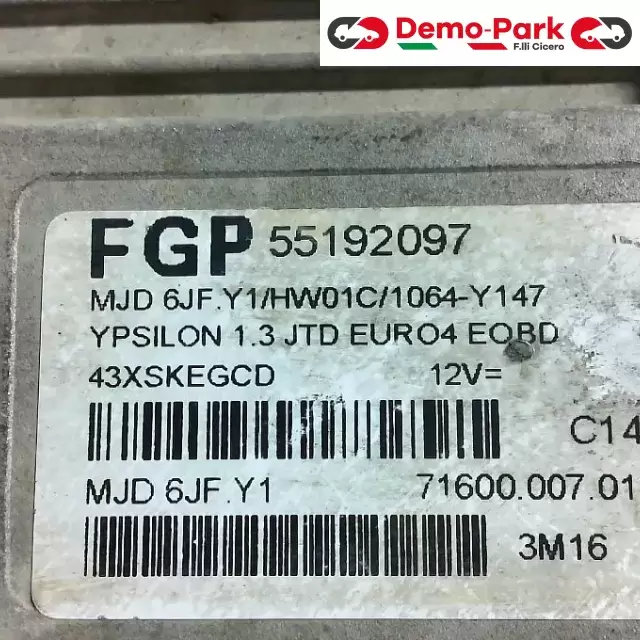 Demo-Park
F.lli Cicero
FGP 55192097
MJD 6JF.Y1/HW01C/1064-Y147
YPSILON 1.3 JTD EURO4 EOBD
43XSKEGCD 12V=
C14
MJD 6JF.Y1 71600.007.01
3M16